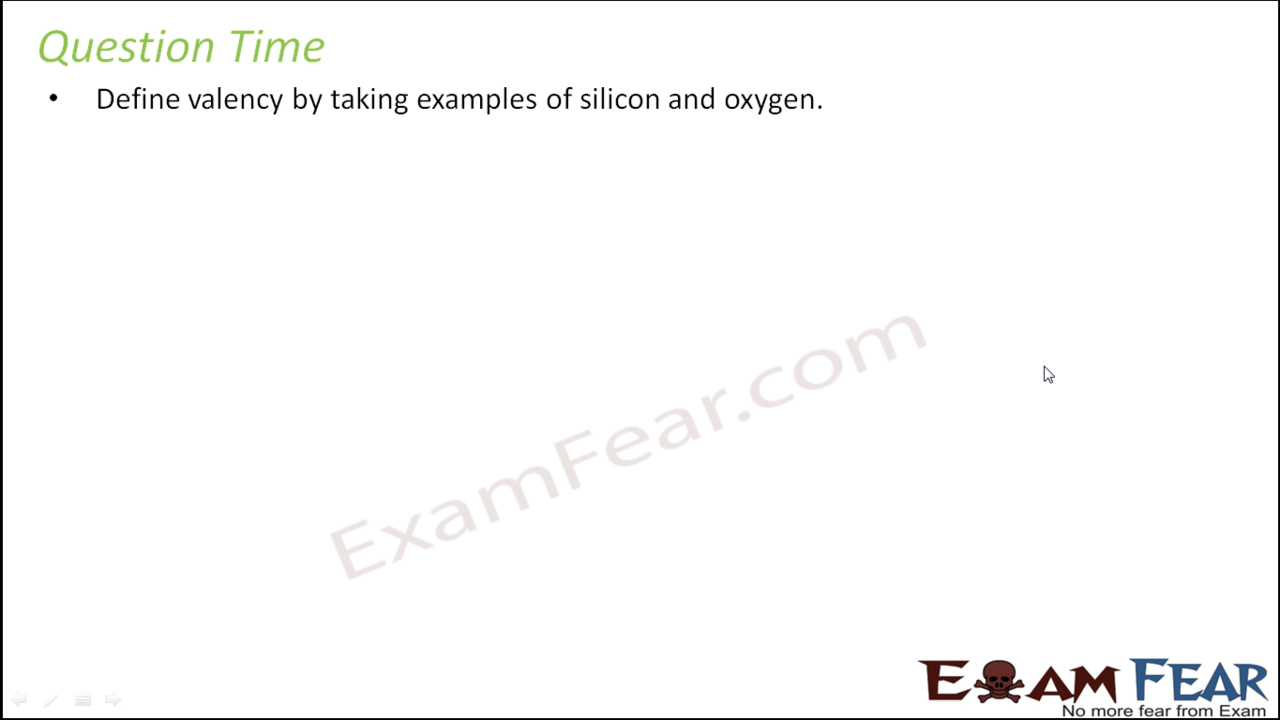 Question Time
• Define valency by taking examples of silicon and oxygen.
ExamFear.com
EXAM FEAR
No more fear from Exam